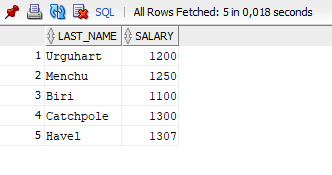 SQL | All Rows Fetched: 5 in 0,018 seconds
LAST_NAME SALARY
1 Urguhart 1200
2 Menchu 1250
3 Biri 1100
4 Catchpole 1300
5 Havel 1307